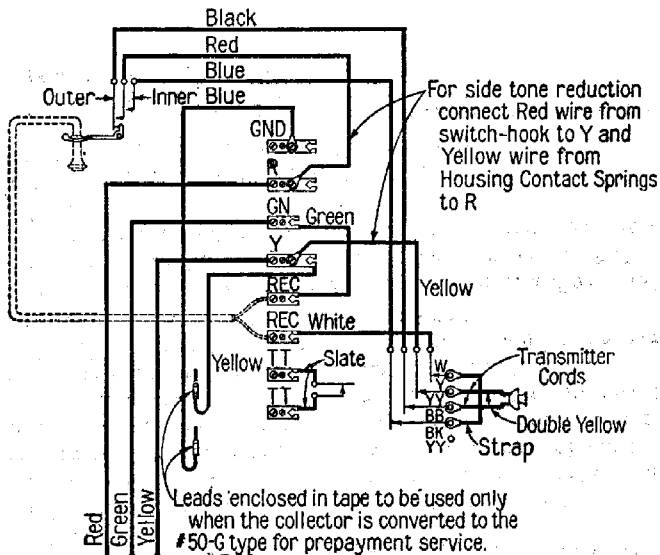 Black
Red
Blue
Outer
Inner
Blue
For side tone reduction
connect Red wire from
switch-hook to Y and
Yellow wire from
Housing Contact Springs
to R
GND
R
GN
Green
Y
REC
Yellow
REC
White
TT
Slate
Yellow
TT
W
Y
YY
BB
BK
YY
Transmitter
Cords
Double Yellow
Strap
Red
Green
Yellow
Leads enclosed in tape to be used only
when the collector is converted to the
#50-G type for prepayment service.